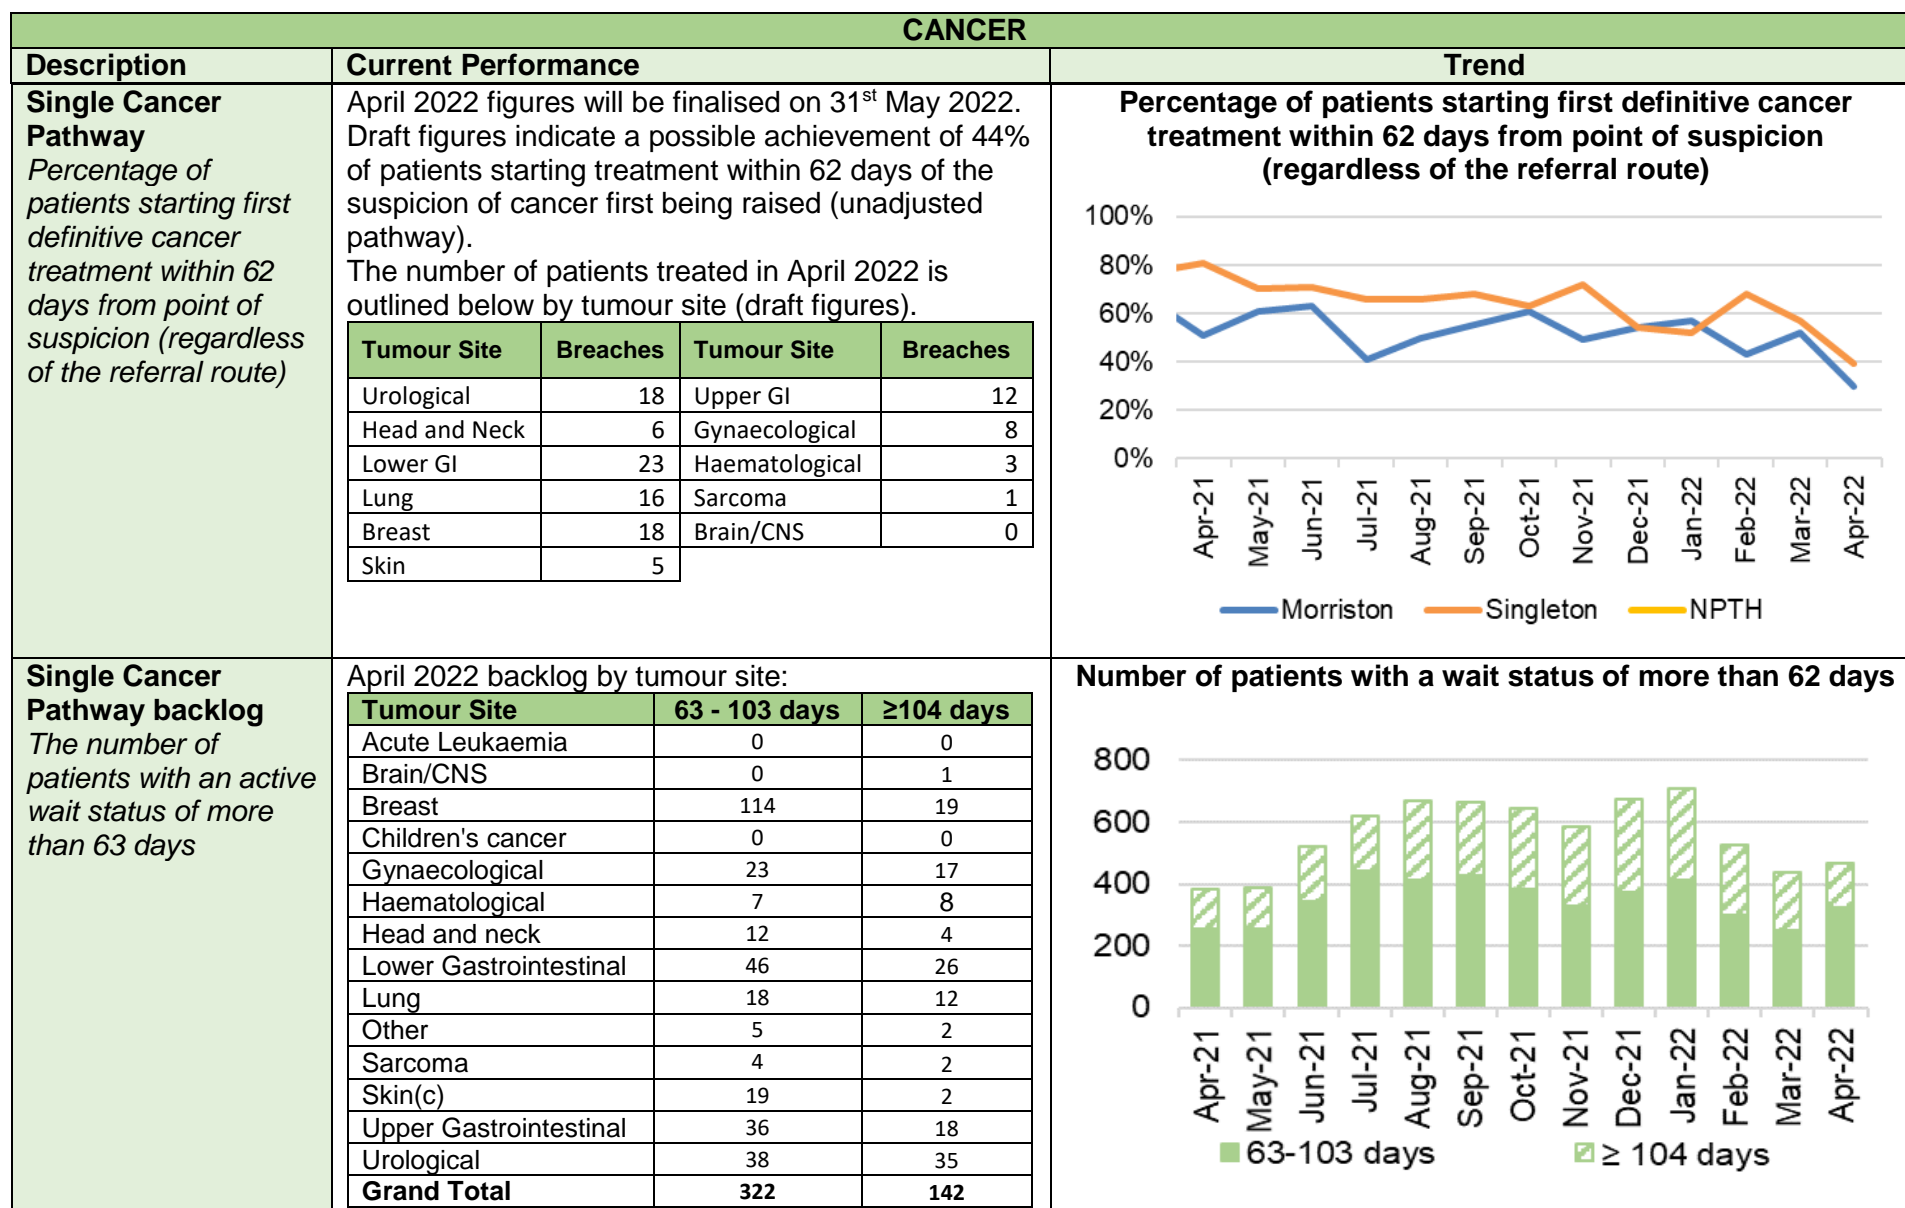 CANCER
Description Current Performance Trend
Single Cancer
Pathway
Percentage of
patients starting first
definitive cancer
treatment within 62
days from point of
suspicion (regardless
of the referral route)
April 2022 figures will be finalised on 31st May 2022.
Draft figures indicate a possible achievement of 44%
of patients starting treatment within 62 days of the
suspicion of cancer first being raised (unadjusted
pathway).
The number of patients treated in April 2022 is
outlined below by tumour site (draft figures).
Tumour Site Breaches Tumour Site Breaches
Urological 18 Upper GI 12
Head and Neck 6 Gynaecological 8
Lower GI 23 Haematological 3
Lung 16 Sarcoma 1
Breast 18 Brain/CNS 0
Skin 5
Percentage of patients starting first definitive cancer
treatment within 62 days from point of suspicion
(regardless of the referral route)
100%
80%
60%
40%
20%
0%
Apr-21 May-21 Jun-21 Jul-21 Aug-21 Sep-21 Oct-21 Nov-21 Dec-21 Jan-22 Feb-22 Mar-22 Apr-22
Morriston Singleton NPTH
Single Cancer
Pathway backlog
The number of
patients with an active
wait status of more
than 63 days
April 2022 backlog by tumour site:
Tumour Site 63 - 103 days ≥104 days
Acute Leukaemia 0 0
Brain/CNS 0 1
Breast 114 19
Children's cancer 0 0
Gynaecological 23 17
Haematological 7 8
Head and neck 12 4
Lower Gastrointestinal 46 26
Lung 18 12
Other 5 2
Sarcoma 4 2
Skin(c) 19 2
Upper Gastrointestinal 36 18
Urological 38 35
Grand Total 322 142
Number of patients with a wait status of more than 62 days
800
600
400
200
0
Apr-21 May-21 Jun-21 Jul-21 Aug-21 Sep-21 Oct-21 Nov-21 Dec-21 Jan-22 Feb-22 Mar-22 Apr-22
63-103 days ≥ 104 days